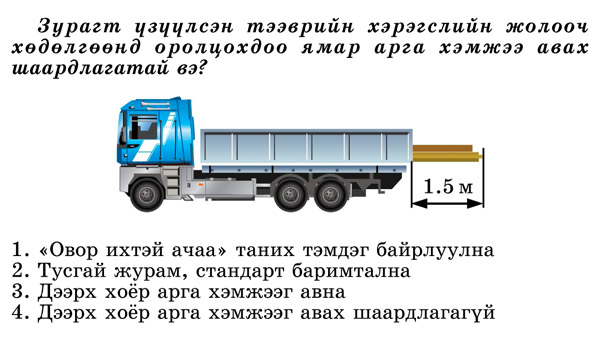 Зурагт үзүүлсэн тээврийн хэрэгслийн жолооч
хөдөлгөөнд оролцохдоо ямар арга хэмжээ авах
шаардлагатай вэ?
1.5 м
1. «Овор ихтэй ачаа» таних тэмдэг байрлуулна
2. Тусгай журам, стандарт баримтална
3. Дээрх хоёр арга хэмжээг авна
4. Дээрх хоёр арга хэмжээг авах шаардлагагүй